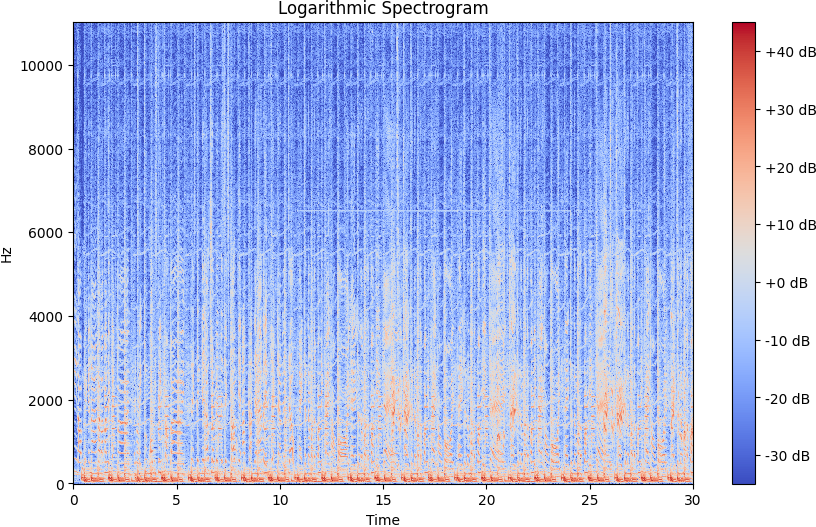 Logarithmic Spectrogram
Hz
10000
8000
6000
4000
2000
0
0 5 10 15 20 25 30
Time
+40 dB
+30 dB
+20 dB
+10 dB
+0 dB
-10 dB
-20 dB
-30 dB